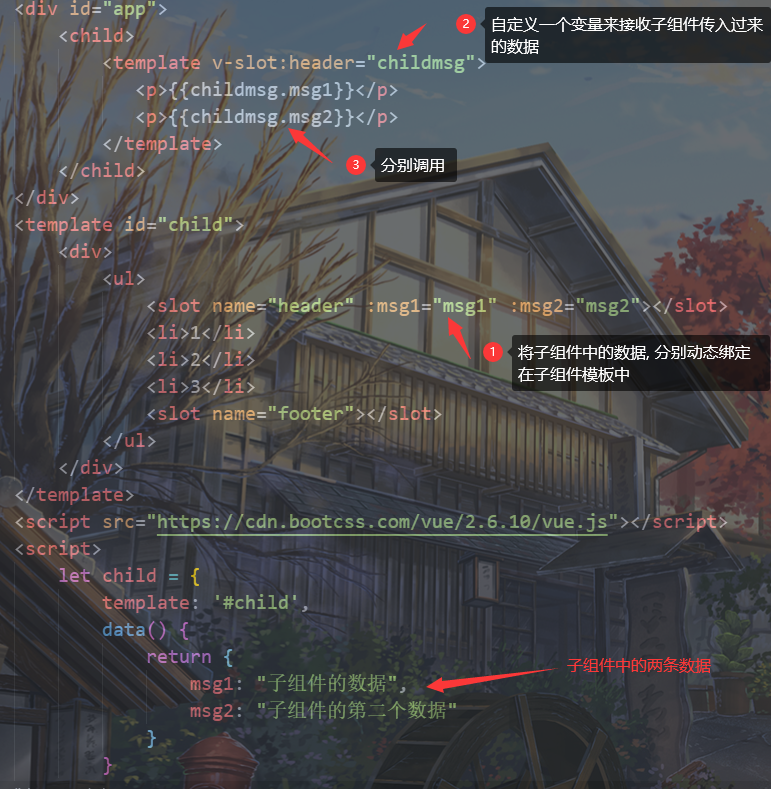 <div id="app">
<child>
2 自定义一个变量来接收子组件传入过来
的数据
<template v-slot:header="childmsg">
<p>{{childmsg.msg1}}</p>
<p>{{childmsg.msg2}}</p>
</template>
3 分别调用
</child>
</div>
<template id="child">
<div>
<ul>
<slot name="header" :msg1="msg1" :msg2="msg2"></slot>
<li>1</li>
1 将子组件中的数据, 分别动态绑定
在子组件模板中
<li>2</li>
<li>3</li>
<slot name="footer"></slot>
</ul>
</div>
</template>
<script src="https://cdn.bootcss.com/vue/2.6.10/vue.js"></script>
<script>
let child = {
template: '#child',
data() {
return {
子组件中的两条数据
msg1: "子组件的数据",
msg2: "子组件的第二个数据"
}
}